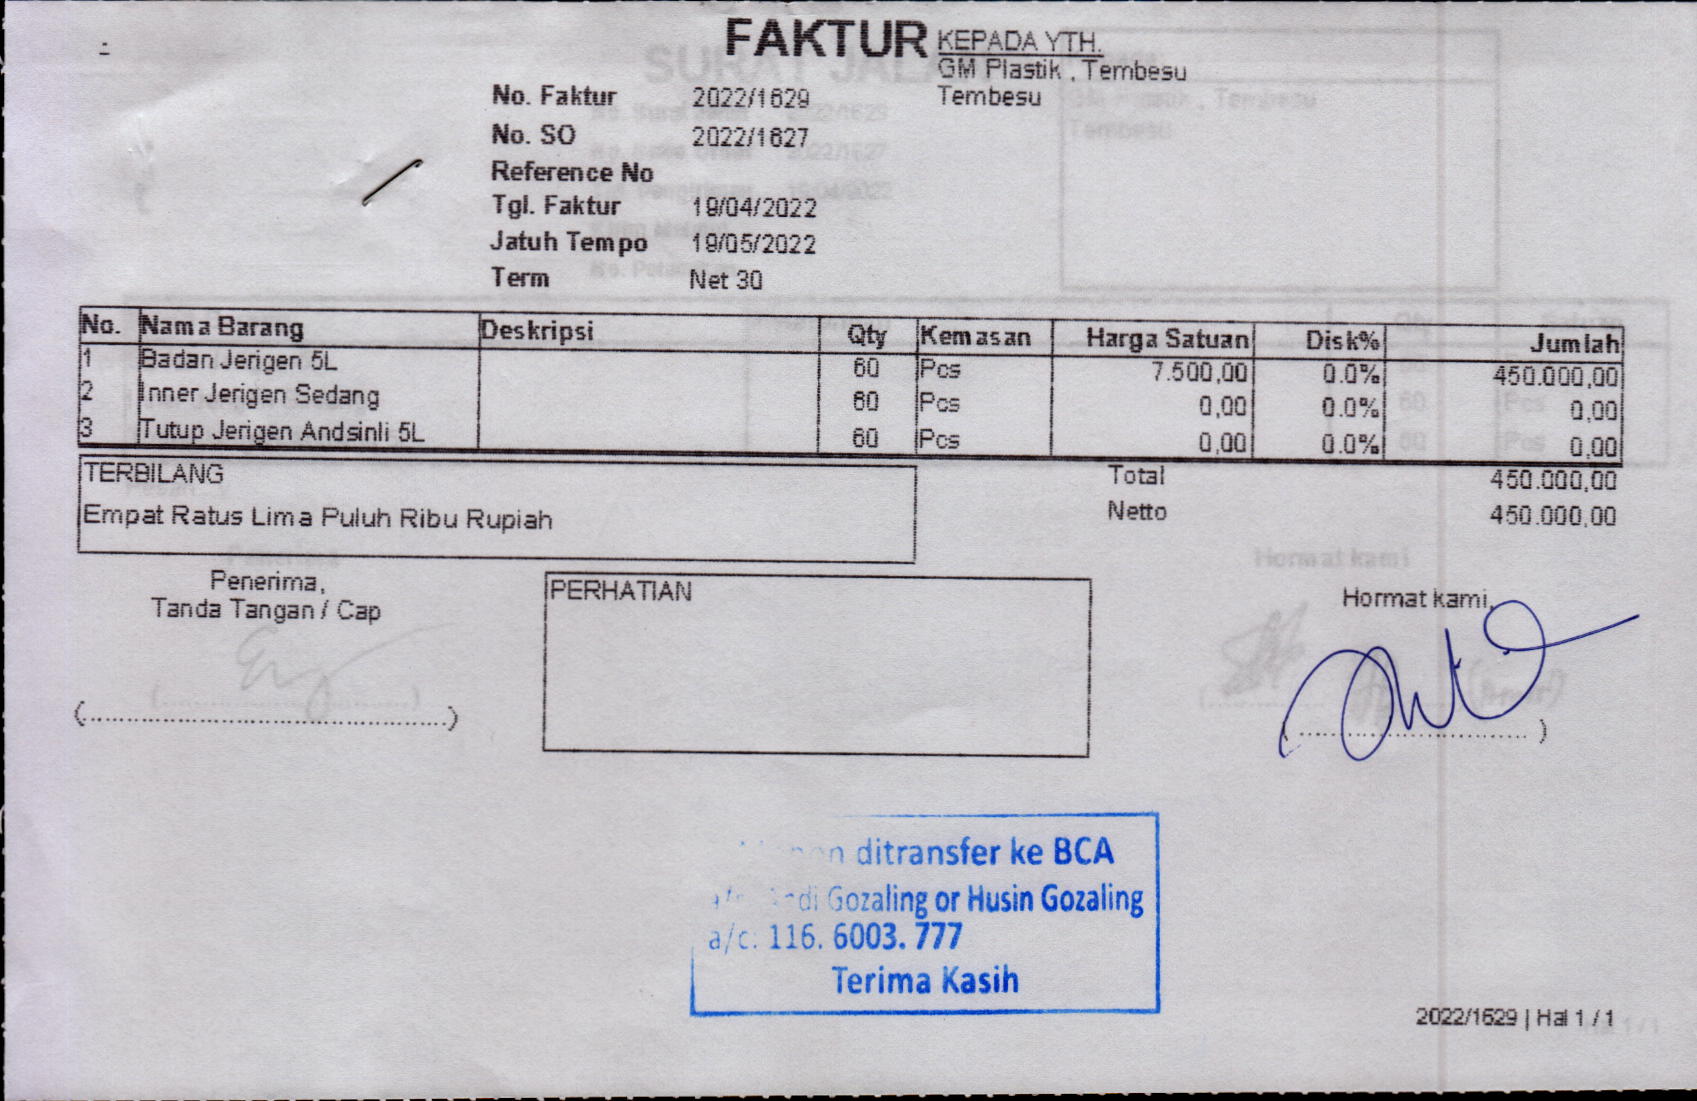 FAKTUR
KEPADA YTH.
GM Plastik , Tembesu
Tembesu
No. Faktur 2022/1629
No. SO 2022/1627
Reference No
Tgl. Faktur 19/04/2022
Jatuh Tempo 19/05/2022
Term Net 30
No. Nama Barang Deskripsi Qty Kemasan Harga Satuan Disk% Jumlah
1 Badan Jerigen 5L 60 Pcs 7.500,00 0.0% 450.000,00
2 Inner Jerigen Sedang 60 Pcs 0,00 0.0% 0,00
3 Tutup Jerigen Andsinli 5L 60 Pcs 0,00 0.0% 0,00
TERBILANG
Empat Ratus Lima Puluh Ribu Rupiah
Total 450.000,00
Netto 450.000,00
Penerima,
Tanda Tangan / Cap
(..........................................................)
PERHATIAN
Hormat kami,
(....................................... )
ditransfer ke BCA
Gozaling or Husin Gozaling
a/c: 116. 6003. 777
Terima Kasih
2022/1629 | Hal 1 / 1